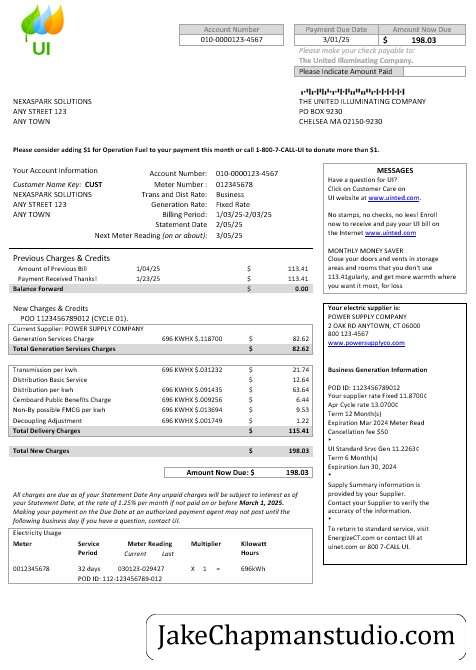 UI
Account Number
010-0000123-4567
Payment Due Date Amount Now Due
3/01/25 $ 198.03
Please make your check payable to:
The United Illuminating Company.
Please Indicate Amount Paid
NEXASPARK SOLUTIONS
ANY STREET 123
ANY TOWN
THE UNITED ILLUMINATING COMPANY
PO BOX 9230
CHELSEA MA 02150-9230
Please consider adding $1 for Operation Fuel to your payment this month or call 1-800-7-CALL-UI to donate more than $1.
Your Account Information
Customer Name Key: CUST
NEXASPARK SOLUTIONS
ANY STREET 123
ANY TOWN
Account Number: 010-0000123-4567
Meter Number : 012345678
Trans and Dist Rate: Business
Generation Rate: Fixed Rate
Billing Period: 1/03/25-2/03/25
Statement Date 2/05/25
Next Meter Reading (on or about): 3/05/25
MESSAGES
Have a question for UI?
Click on Customer Care on
UI website at www.uinted.com.
No stamps, no checks, no lees! Enroll
now to receive and pay your UI bill on
the Internet www.uinted.com
MONTHLY MONEY SAVER
Close your doors and vents in storage
areas and rooms that you don't use
113.41gularly, and get more warmth where
you want it most, for loss
Previous Charges & Credits
Amount of Previous Bill 1/04/25 $ 113.41
Payment Received Thanks! 1/23/25 $ 113.41
Balance Forward $ 0.00
New Charges & Credits
POD 1123456789012 (CYCLE 01).
Current Supplier: POWER SUPPLY COMPANY
Generation Services Charge 696 KWHX $.118700 $ 82.62
Total Generation Services Charges $ 82.62
Transmission per kwh 696 KWHX $.031232 $ 21.74
Distribution Basic Service $ 12.64
Distribution per kwh 696 KWHX $.091435 $ 63.64
Cembond Public Benefits Charge 696 KWHX $.009256 $ 6.44
Non-By possible FMCG per kwh 696 KWHX $.013694 $ 9.53
Decoupling Adjustment 696 KWHX $.001749 $ 1.22
Total Delivery Charges $ 115.41
Total New Charges $ 198.03
Amount Now Due: $ 198.03
Your electric supplier is:
POWER SUPPLY COMPANY
2 OAK RD ANYTOWN, CT 06000
800 123-4567
www.powersupplyco.com
Business Generation Information
POD ID: 1123456789012
Your supplier rate Fixed 11.8700¢
Apr Cycle rate 13.0700¢
Term 12 Month(s)
Expiration Mar 2024 Meter Read
Cancellation fee $50
*
UI Standard Srvc Gen 11.2263¢
Term 6 Month(s)
Expiration Jun 30, 2024
*
Supply Summary information is
provided by your Supplier.
Contact your Supplier to verify the
accuracy of the information.
*
To return to standard service, visit
EnergizeCT.com or contact UI at
uinet.com or 800 7-CALL UI.
All charges are due as of your Statement Date Any unpaid charges will be subject to interest as of
your Statement Date, at the rate of 1.25% per month if not paid on or before March 1, 2025.
Making your payment on the Due Date at an authorized payment agent may not post until the
following business day if you have a question, contact UI.
Electricity Usage
Meter Service Meter Reading Multiplier Kilowatt
Period Current Last Hours
0012345678 32 days 030123-029427 X 1 = 696kWh
POD ID: 112-123456789-012
JakeChapmanstudio.com